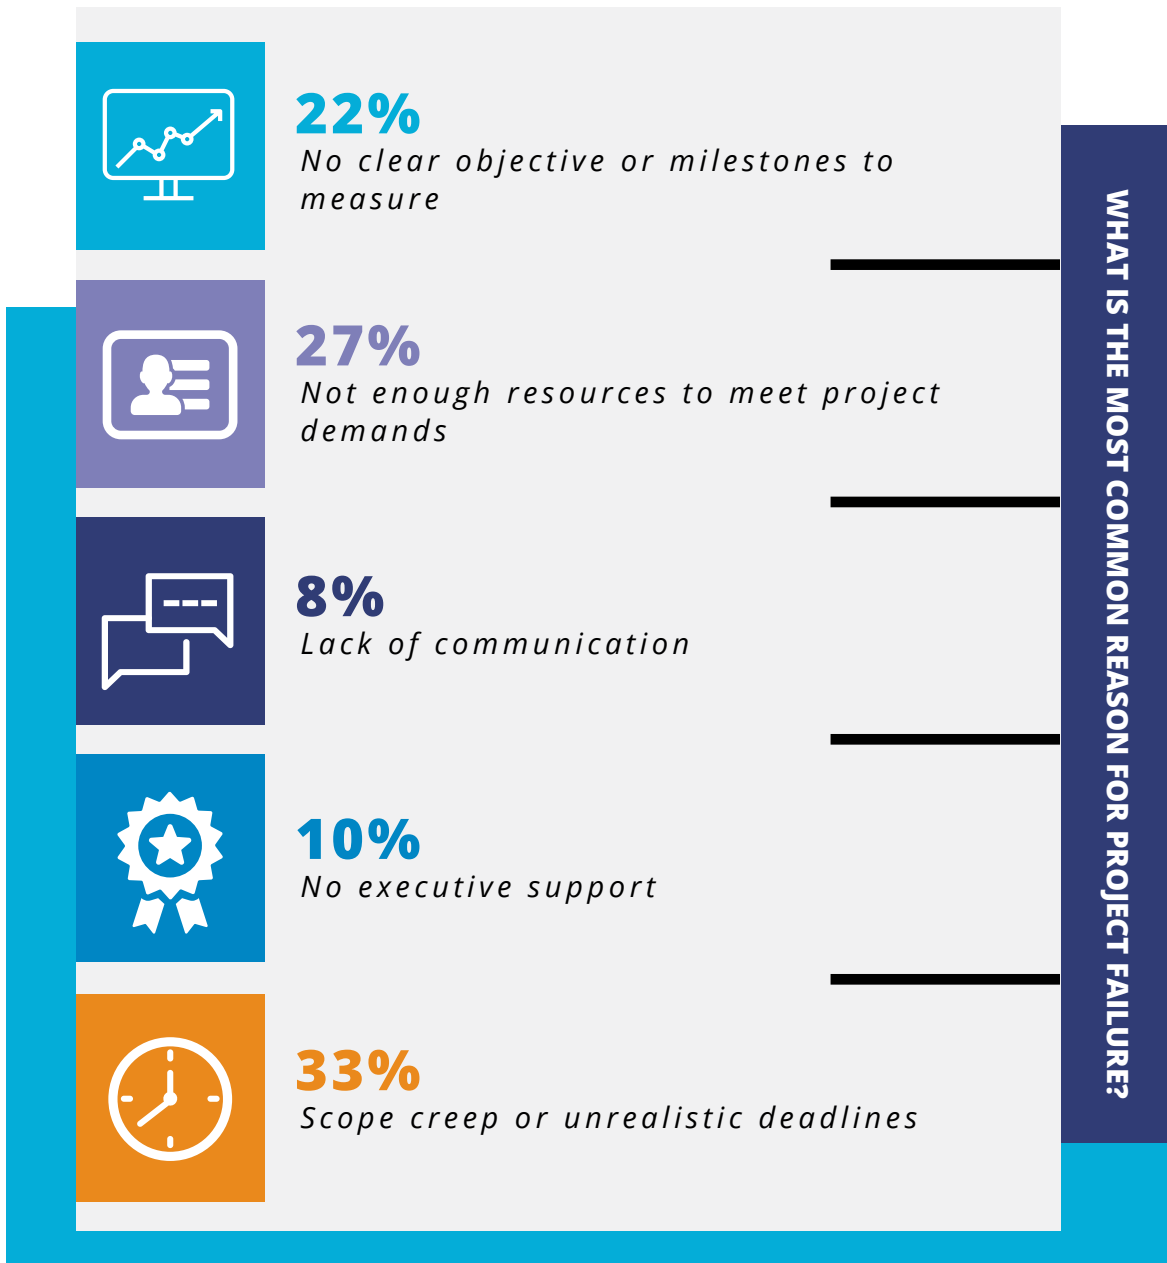 22%
No clear objective or milestones to
measure
27%
Not enough resources to meet project
demands
8%
Lack of communication
10%
No executive support
33%
Scope creep or unrealistic deadlines
WHAT IS THE MOST COMMON REASON FOR PROJECT FAILURE?